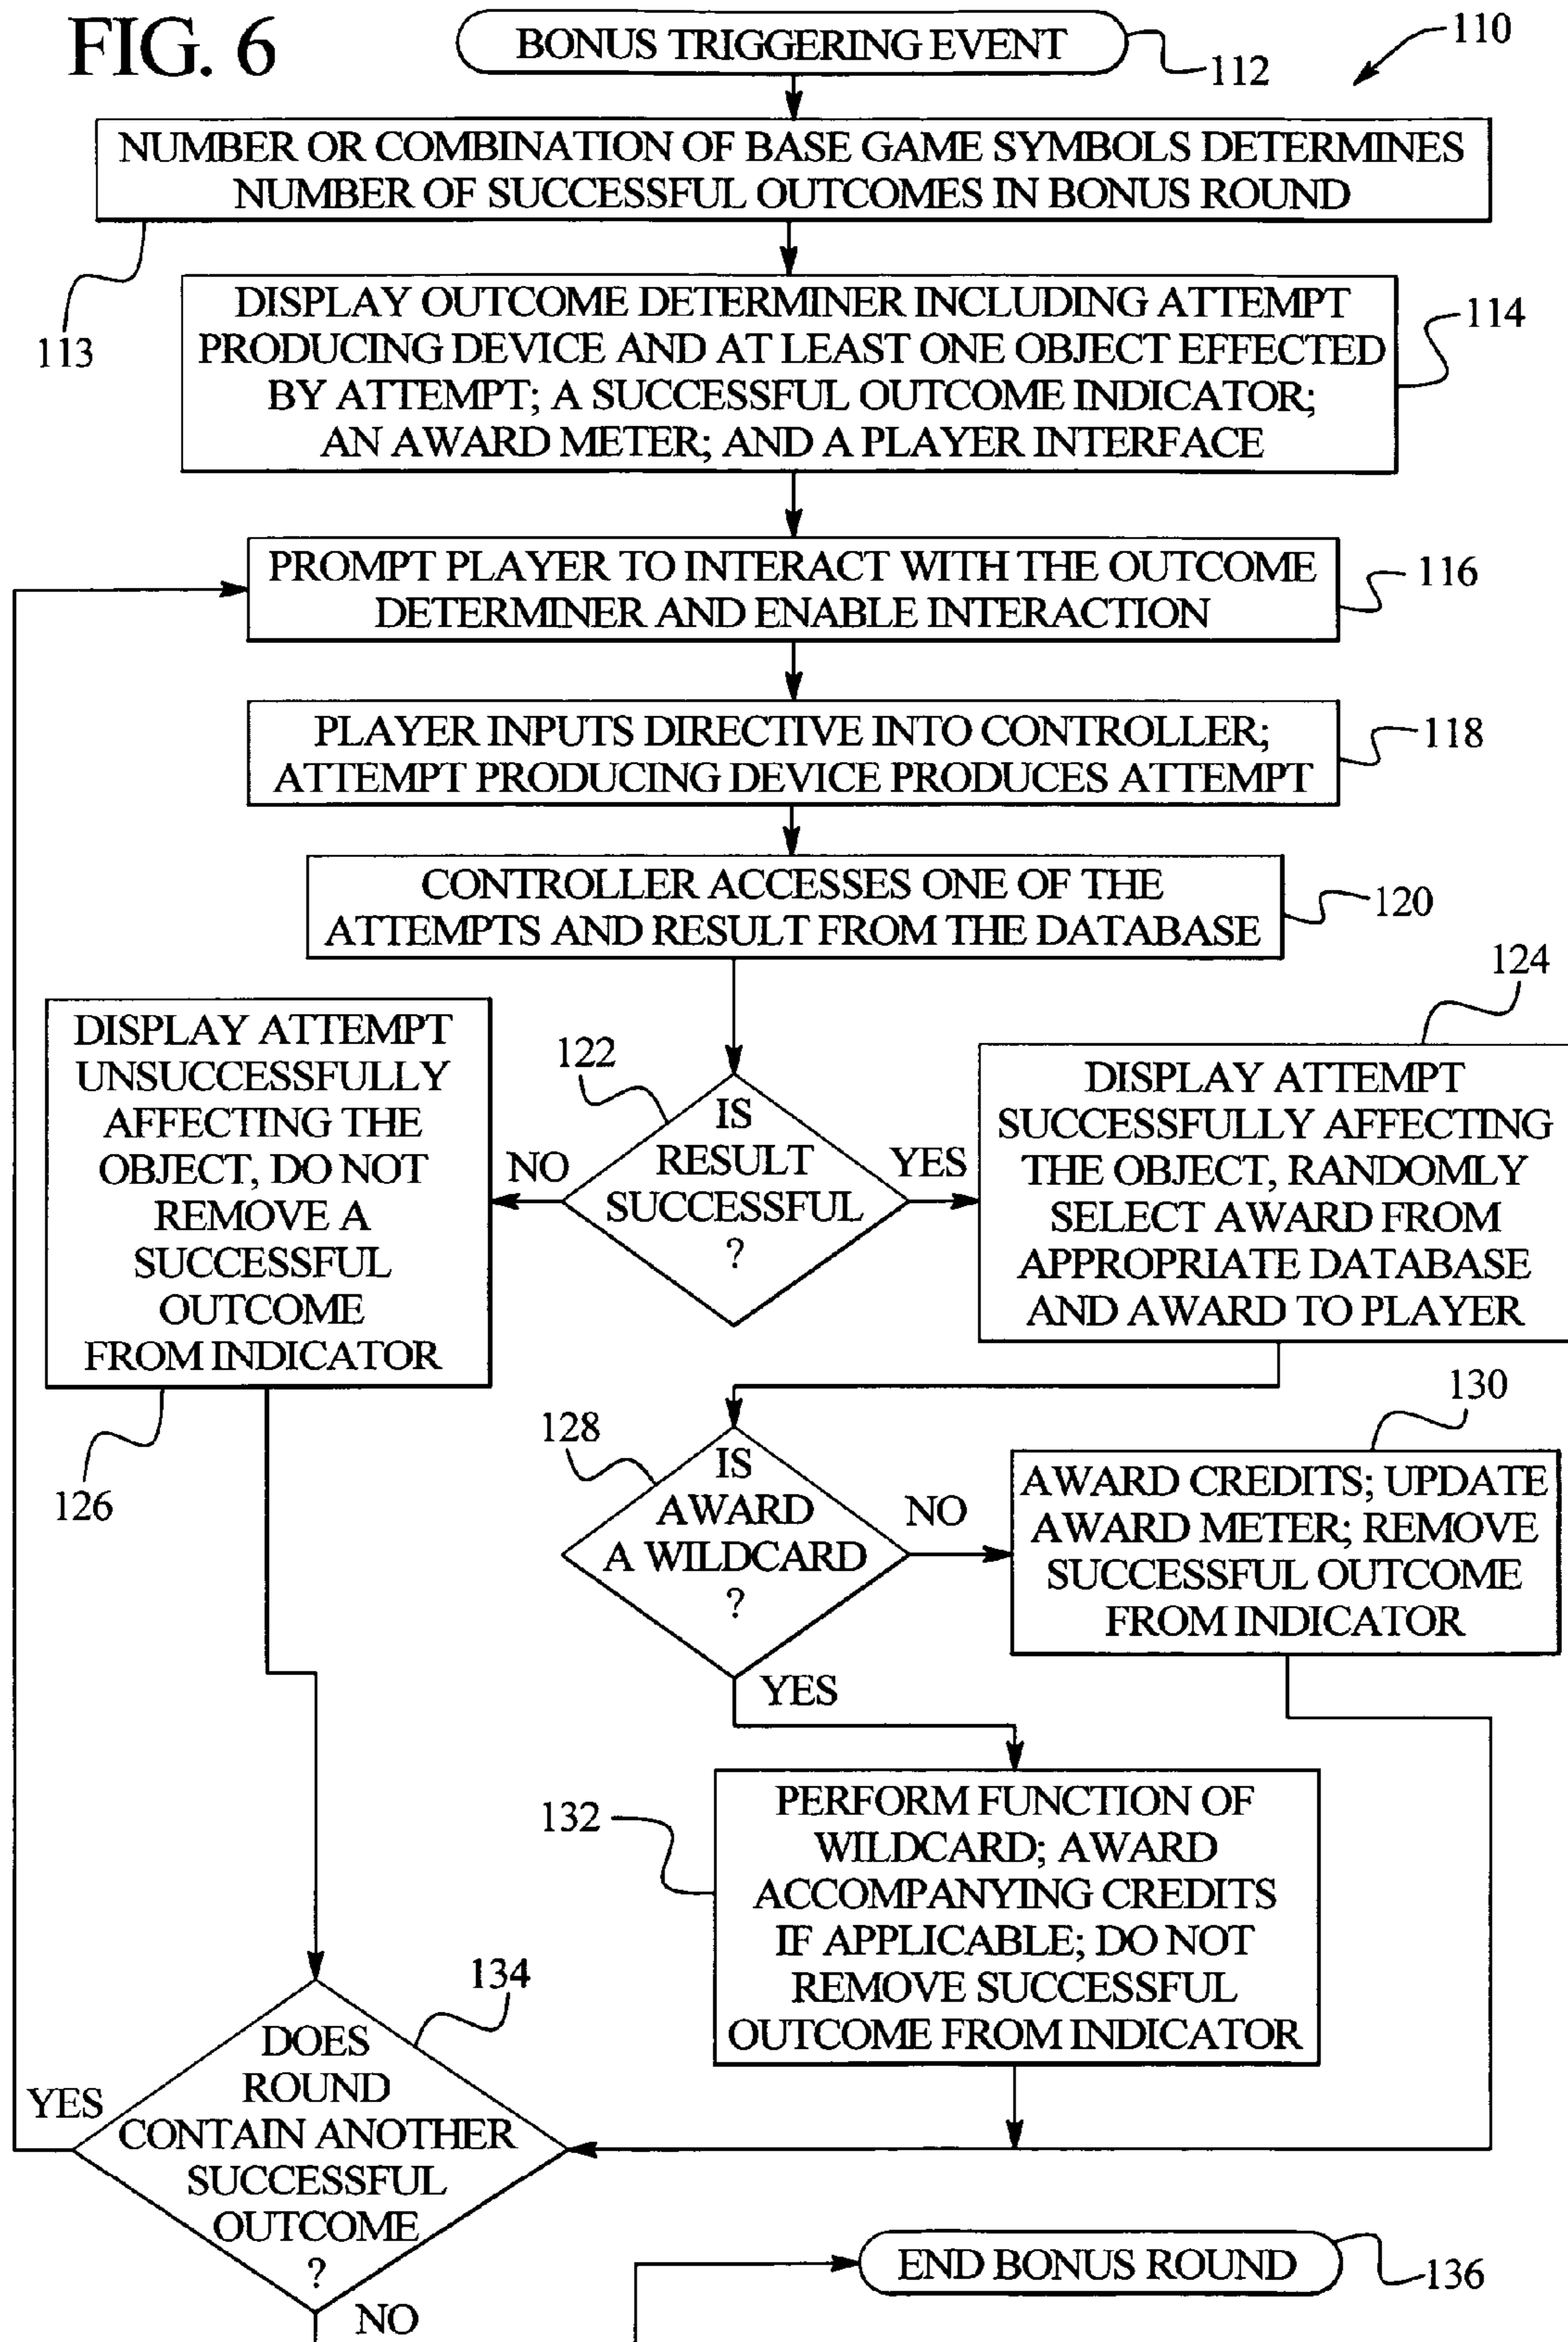 FIG. 6
BONUS TRIGGERING EVENT
110
112
NUMBER OR COMBINATION OF BASE GAME SYMBOLS DETERMINES
NUMBER OF SUCCESSFUL OUTCOMES IN BONUS ROUND
113
DISPLAY OUTCOME DETERMINER INCLUDING ATTEMPT
PRODUCING DEVICE AND AT LEAST ONE OBJECT EFFECTED
BY ATTEMPT; A SUCCESSFUL OUTCOME INDICATOR;
AN AWARD METER; AND A PLAYER INTERFACE
114
PROMPT PLAYER TO INTERACT WITH THE OUTCOME
DETERMINER AND ENABLE INTERACTION
116
PLAYER INPUTS DIRECTIVE INTO CONTROLLER;
ATTEMPT PRODUCING DEVICE PRODUCES ATTEMPT
118
CONTROLLER ACCESSES ONE OF THE
ATTEMPTS AND RESULT FROM THE DATABASE
120
122
IS
RESULT
SUCCESSFUL
?
NO
YES
DISPLAY ATTEMPT
UNSUCCESSFULLY
AFFECTING THE
OBJECT, DO NOT
REMOVE A
SUCCESSFUL
OUTCOME
FROM INDICATOR
126
124
DISPLAY ATTEMPT
SUCCESSFULLY AFFECTING
THE OBJECT, RANDOMLY
SELECT AWARD FROM
APPROPRIATE DATABASE
AND AWARD TO PLAYER
128
IS
AWARD
A WILDCARD
?
NO
YES
130
AWARD CREDITS; UPDATE
AWARD METER; REMOVE
SUCCESSFUL OUTCOME
FROM INDICATOR
132
PERFORM FUNCTION OF
WILDCARD; AWARD
ACCOMPANYING CREDITS
IF APPLICABLE; DO NOT
REMOVE SUCCESSFUL
OUTCOME FROM INDICATOR
134
DOES
ROUND
CONTAIN ANOTHER
SUCCESSFUL
OUTCOME
?
YES
NO
END BONUS ROUND
136